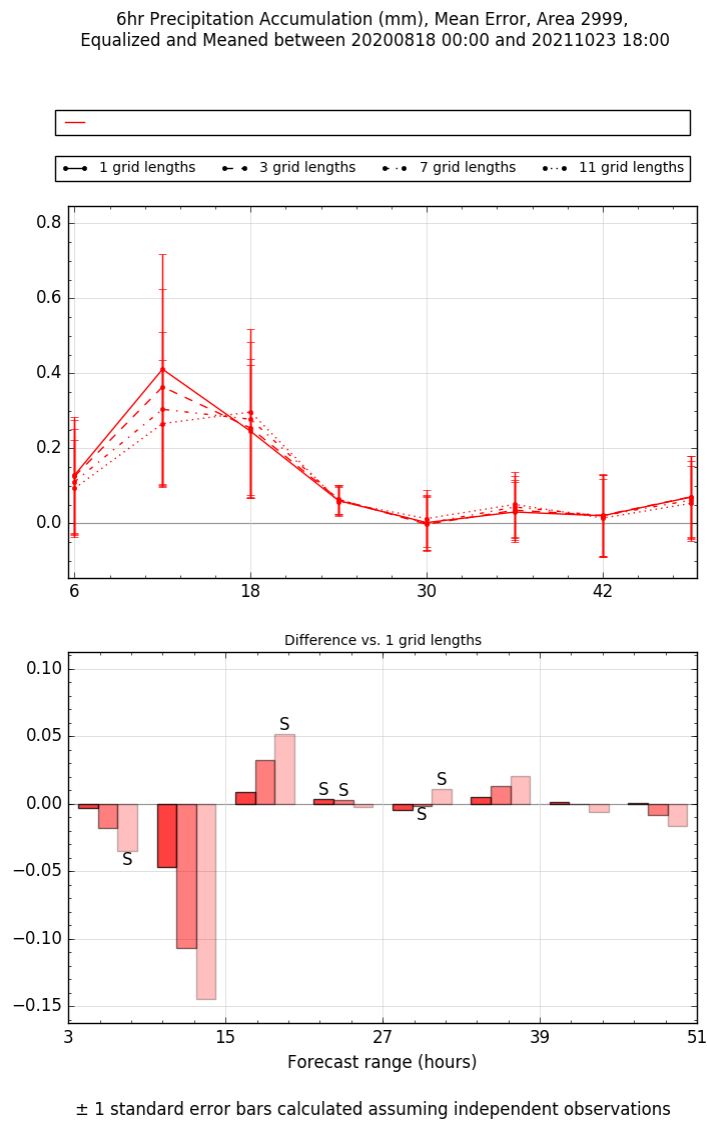 6hr Precipitation Accumulation (mm), Mean Error, Area 2999,
Equalized and Meaned between 20200818 00:00 and 20211023 18:00
1 grid lengths 3 grid lengths 7 grid lengths 11 grid lengths
0.8
0.6
0.4
0.2
0.0
6 18 30 42
Difference vs. 1 grid lengths
0.10
0.05
0.00
−0.05
−0.10
−0.15
S
S
S S
S
S
3 15 27 39 51
Forecast range (hours)
± 1 standard error bars calculated assuming independent observations